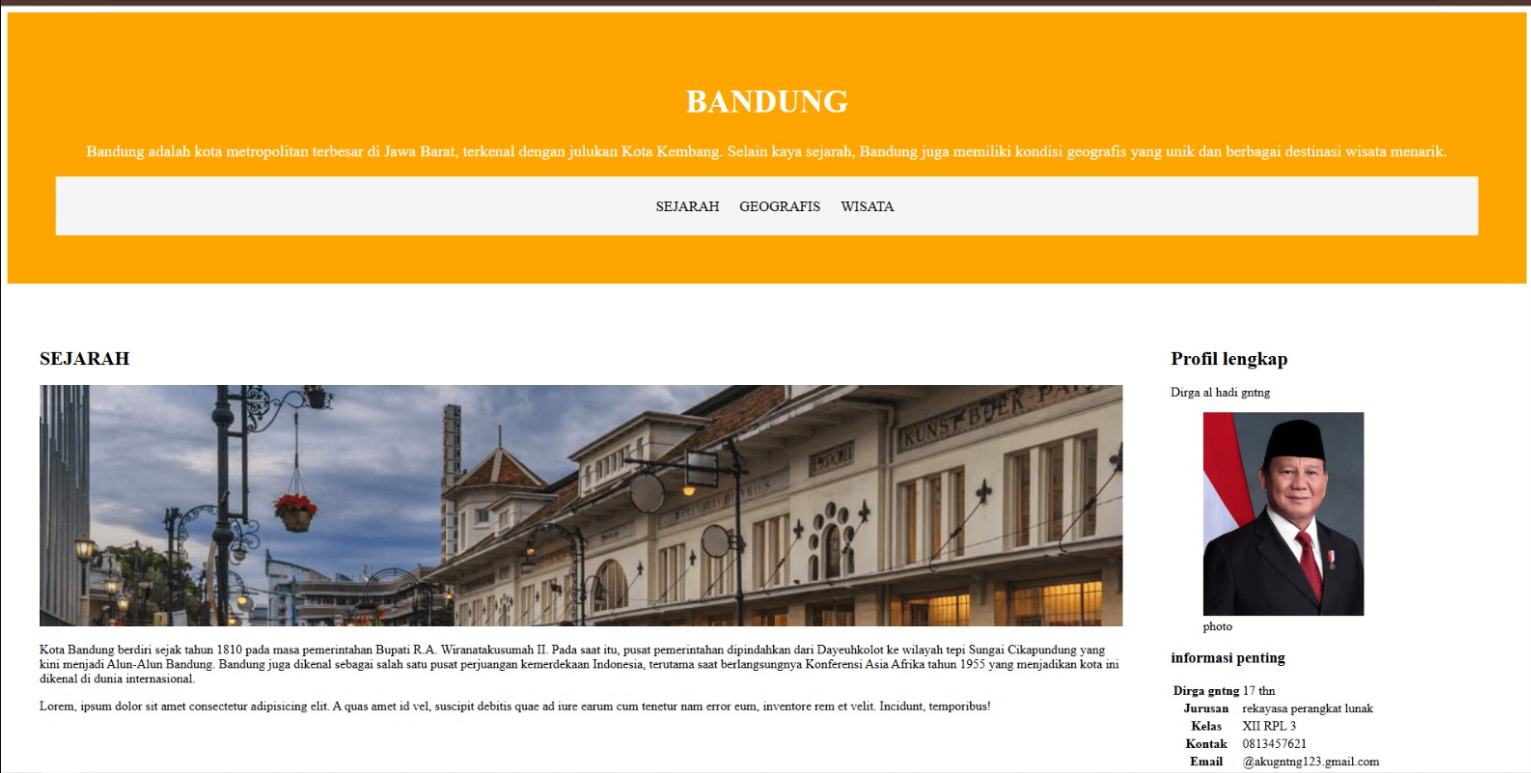 BANDUNG
Bandung adalah kota metropolitan terbesar di Jawa Barat, terkenal dengan julukan Kota Kembang. Selain kaya sejarah, Bandung juga memiliki kondisi geografis yang unik dan berbagai destinasi wisata menarik.
SEJARAH GEOGRAFIS WISATA
SEJARAH
KUNST BOEK-PA
EXPORT
Kota Bandung berdiri sejak tahun 1810 pada masa pemerintahan Bupati R.A. Wiranatakusumah II. Pada saat itu, pusat pemerintahan dipindahkan dari Dayeuhkolot ke wilayah tepi Sungai Cikapundung yang
kini menjadi Alun-Alun Bandung. Bandung juga dikenal sebagai salah satu pusat perjuangan kemerdekaan Indonesia, terutama saat berlangsungnya Konferensi Asia Afrika tahun 1955 yang menjadikan kota ini
dikenal di dunia internasional.
Lorem, ipsum dolor sit amet consectetur adipisicing elit. A quas amet id vel, suscipit debitis quae ad iure earum cum tenetur nam error eum, inventore rem et velit. Incidunt, temporibus!
Profil lengkap
Dirga al hadi gntng
photo
informasi penting
Dirga gntng 17 thn
Jurusan rekayasa perangkat lunak
Kelas XII RPL 3
Kontak 0813457621
Email @akugntng123.gmail.com